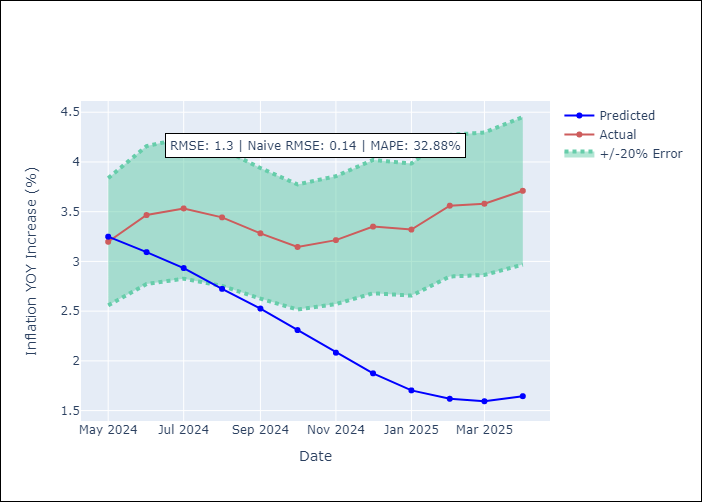 RMSE: 1.3 | Naive RMSE: 0.14 | MAPE: 32.88%
Predicted
Actual
+/-20% Error
4.5
4
3.5
3
2.5
2
1.5
Inflation YOY Increase (%)
May 2024
Jul 2024
Sep 2024
Nov 2024
Jan 2025
Mar 2025
Date